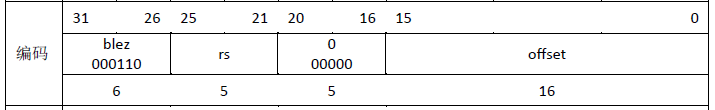 编码
31 26 25 21 20 16 15 0
blez 000110 rs 0 00000 offset
6 5 5 16